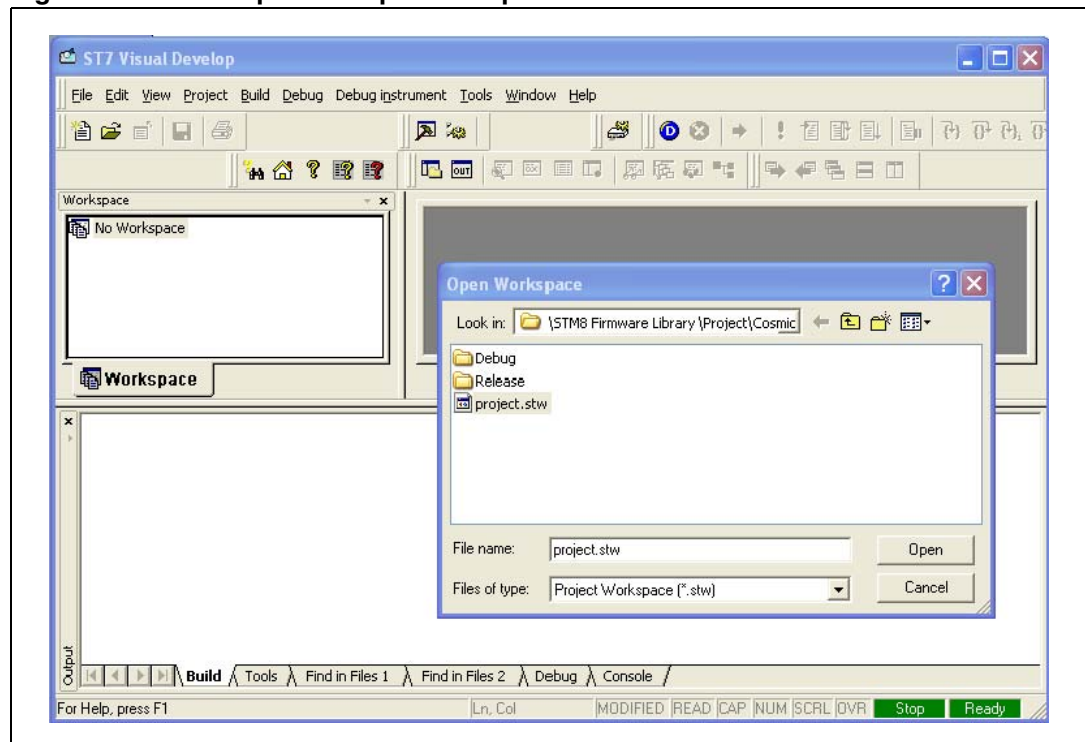 ST7 Visual Develop
File Edit View Project Build Debug Debug instrument Tools Window Help
D
OUT
Workspace
No Workspace
Workspace
Open Workspace
Look in: \STM8 Firmware Library \Project\Cosmic
Debug
Release
project.stw
File name: project.stw Open
Files of type: Project Workspace (*.stw) Cancel
Output
Build Tools Find in Files 1 Find in Files 2 Debug Console
For Help, press F1 Ln, Col MODIFIED READ CAP NUM SCRL OVR Stop Ready